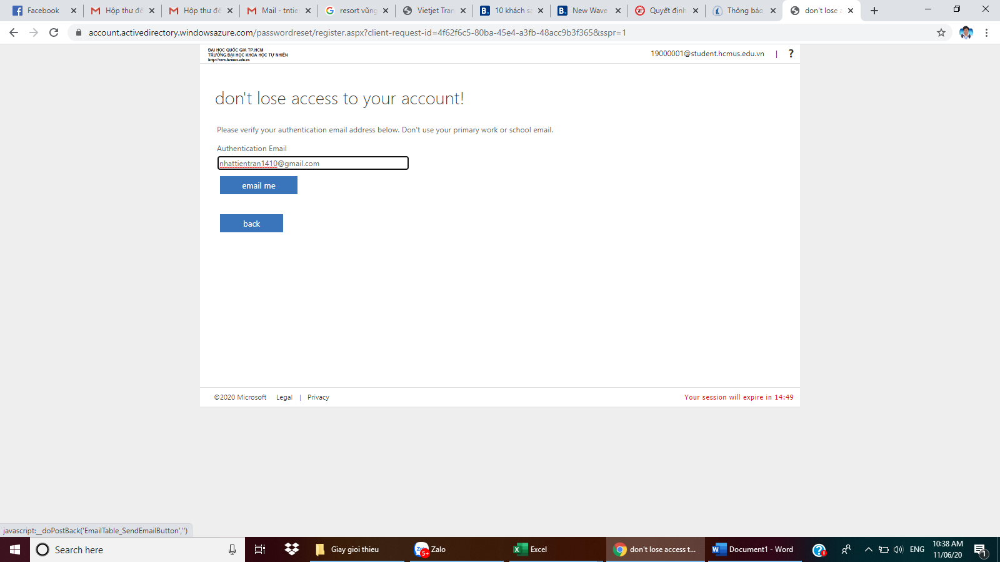 Facebook
Hộp thư đế
Hộp thư đế
Mail - tntie
resort vũng
Vietjet Tran
10 khách sạ
New Wave
Quyết định
Thông báo
don't lose a
account.activedirectory.windowsazure.com/passwordreset/register.aspx?client-request-id=4f62f6c5-80ba-45e4-a3fb-48acc9b3f365&sspr=1
ĐẠI HỌC QUỐC GIA TP.HCM
TRƯỜNG ĐẠI HỌC KHOA HỌC TỰ NHIÊN
http://www.hcmus.edu.vn
19000001@student.hcmus.edu.vn | ?
don't lose access to your account!
Please verify your authentication email address below. Don't use your primary work or school email.
Authentication Email
nhattientran1410@gmail.com
email me
back
©2020 Microsoft Legal | Privacy
Your session will expire in 14:49
javascript:__doPostBack('EmailTable_SendEmailButton','')
Search here
Giay gioi thieu
5+
Zalo
Excel
don't lose access t...
Document1 - Word
ENG
10:38 AM
11/06/20
1